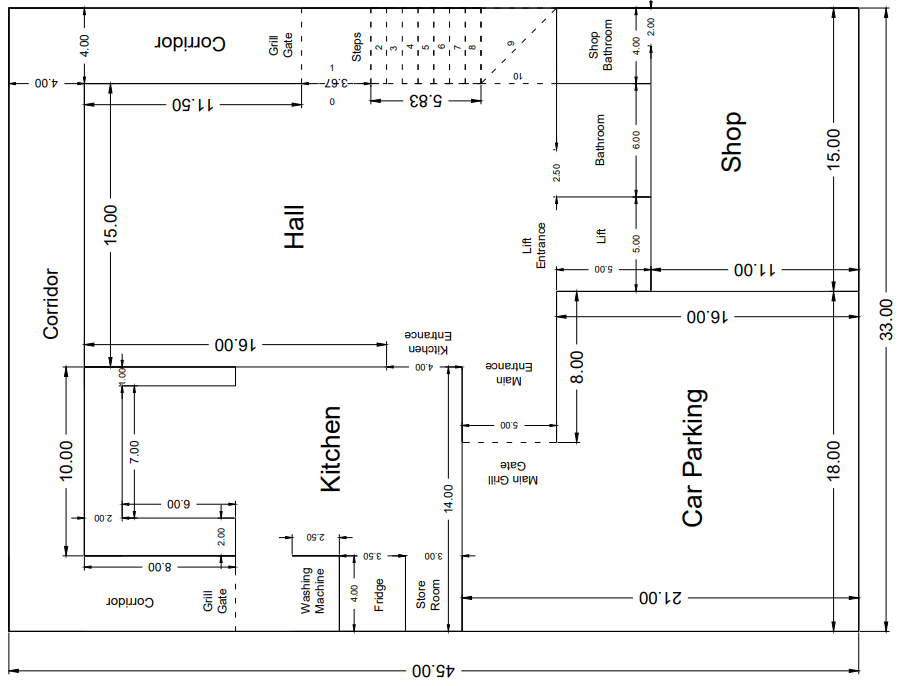 Corridor
4.00
4.00
Grill
Gate
Steps
1
2
3
4
5
6
7
8
9
10
0
3.67
5.83
11.50
Shop
Bathroom
4.00
2.00
Bathroom
6.00
2.50
Shop
15.00
15.00
Hall
Lift
Entrance
Lift
5.00
5.00
11.00
33.00
Corridor
16.00
Kitchen
Entrance
4.00
Main
Entrance
8.00
16.00
1.00
10.00
7.00
6.00
2.00
2.00
8.00
Kitchen
14.00
5.00
Main Grill
Gate
Car Parking
18.00
2.50
3.50
3.00
Corridor
Grill
Gate
Washing
Machine
4.00
Fridge
Store
Room
21.00
45.00